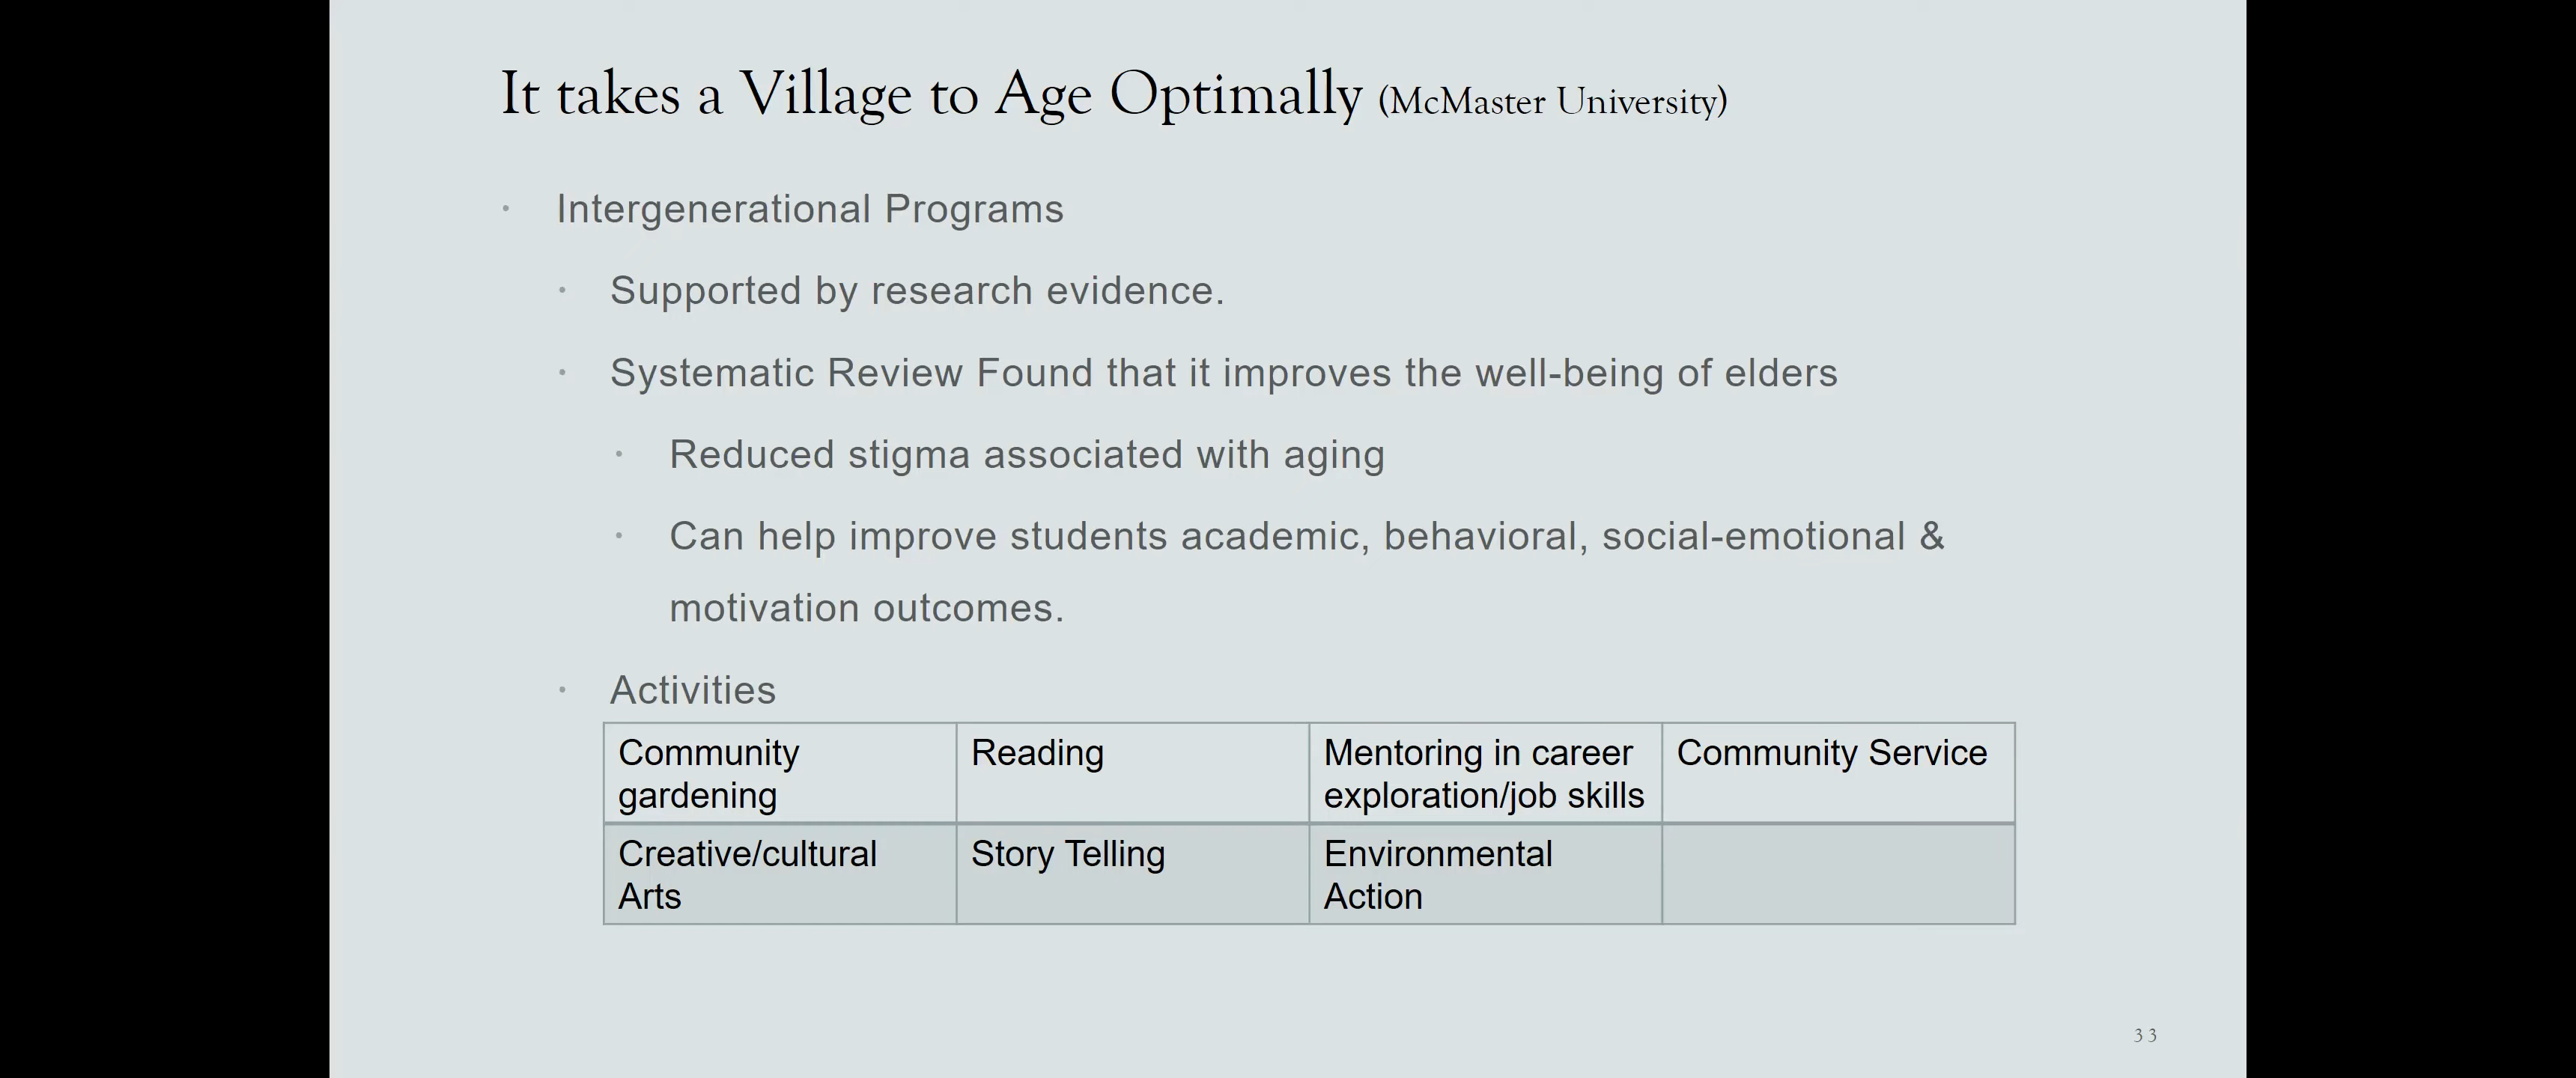 It takes a Village to Age Optimally (McMaster University)
· Intergenerational Programs
· Supported by research evidence.
· Systematic Review Found that it improves the well-being of elders
· Reduced stigma associated with aging
· Can help improve students academic, behavioral, social-emotional &
motivation outcomes.
· Activities
Community
gardening
Reading
Mentoring in career
exploration/job skills
Community Service
Creative/cultural
Arts
Story Telling
Environmental
Action
33